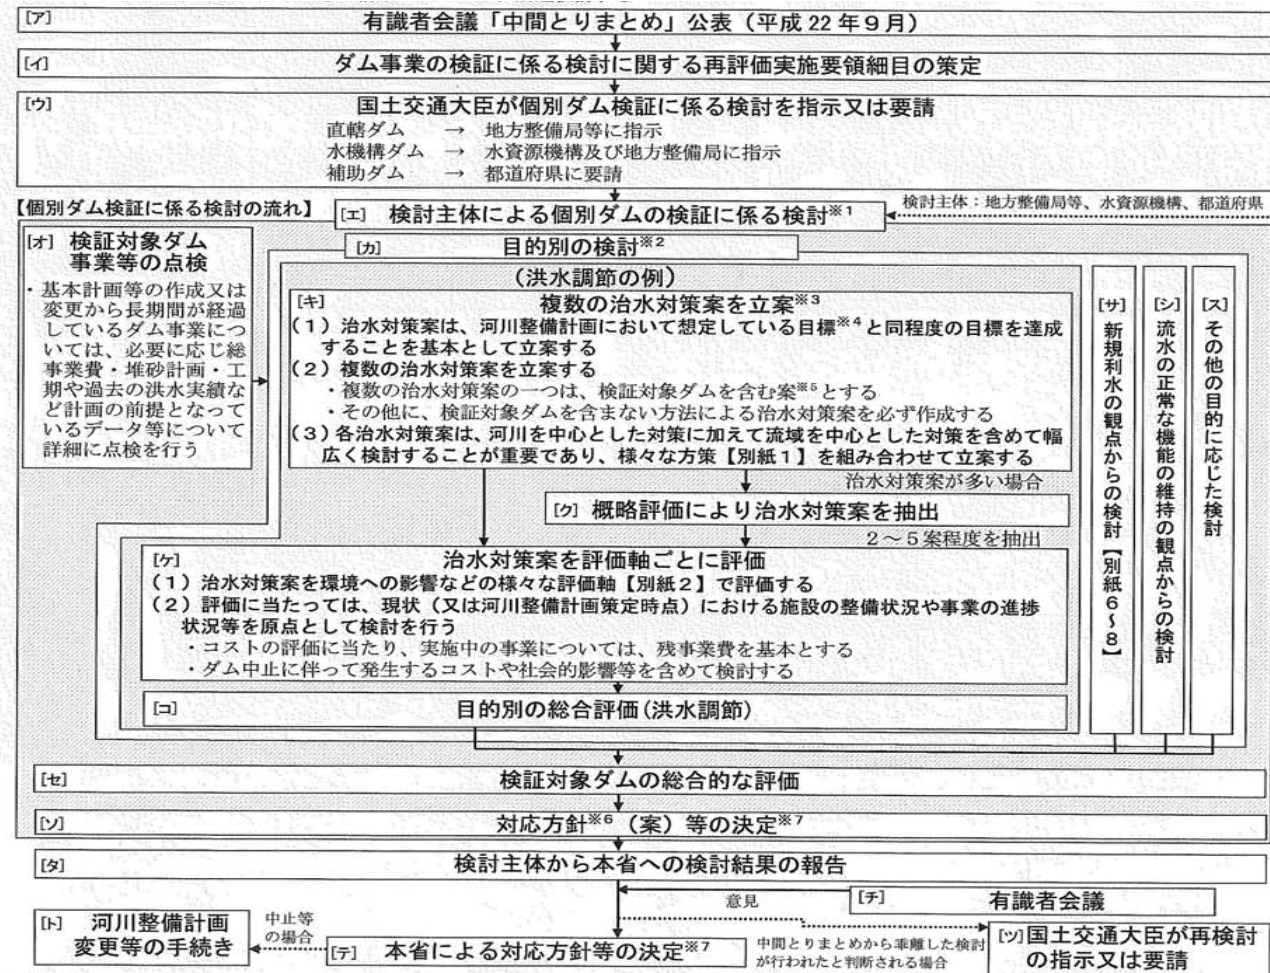 [ア] 有識者会議「中間とりまとめ」公表（平成22年９月）
[イ] ダム事業の検証に係る検討に関する再評価実施要領細目の策定
[ウ] 国土交通大臣が個別ダム検証に係る検討を指示又は要請
直轄ダム → 地方整備局等に指示
水機構ダム → 水資源機構及び地方整備局に指示
補助ダム → 都道府県に要請
【個別ダム検証に係る検討の流れ】
[エ] 検討主体による個別ダムの検証に係る検討※１
検討主体：地方整備局等、水資源機構、都道府県
[オ] 検証対象ダム
事業等の点検
・基本計画等の作成又は
変更から長期間が経過
しているダム事業につ
いては、必要に応じ総
事業費・堆砂計画・工
期や過去の洪水実績な
ど計画の前提となって
いるデータ等について
詳細に点検を行う
[カ] 目的別の検討※２
（洪水調節の例）
[キ] 複数の治水対策案を立案※３
（１）治水対策案は、河川整備計画において想定している目標※４と同程度の目標を達成
することを基本として立案する
（２）複数の治水対策案を立案する
・複数の治水対策案の一つは、検証対象ダムを含む案※５とする
・その他に、検証対象ダムを含まない方法による治水対策案を必ず作成する
（３）各治水対策案は、河川を中心とした対策に加えて流域を中心とした対策を含めて幅
広く検討することが重要であり、様々な方策【別紙１】を組み合わせて立案する
治水対策案が多い場合
[ク] 概略評価により治水対策案を抽出
２～５案程度を抽出
[ケ] 治水対策案を評価軸ごとに評価
（１）治水対策案を環境への影響などの様々な評価軸【別紙２】で評価する
（２）評価に当たっては、現状（又は河川整備計画策定時点）における施設の整備状況や事業の進捗
状況等を原点として検討を行う
・コストの評価に当たり、実施中の事業については、残事業費を基本とする
・ダム中止に伴って発生するコストや社会的影響等を含めて検討する
[コ] 目的別の総合評価（洪水調節）
[サ] 新規利水の観点からの検討【別紙６～８】
[シ] 流水の正常な機能の維持の観点からの検討
[ス] その他の目的に応じた検討
[セ] 検証対象ダムの総合的な評価
[ソ] 対応方針※６（案）等の決定※７
[タ] 検討主体から本省への検討結果の報告
意見
[チ] 有識者会議
[ト] 河川整備計画
変更等の手続き
中止等
の場合
[テ] 本省による対応方針等の決定※７
中間とりまとめから乖離した検討
が行われたと判断される場合
[ツ] 国土交通大臣が再検討
の指示又は要請